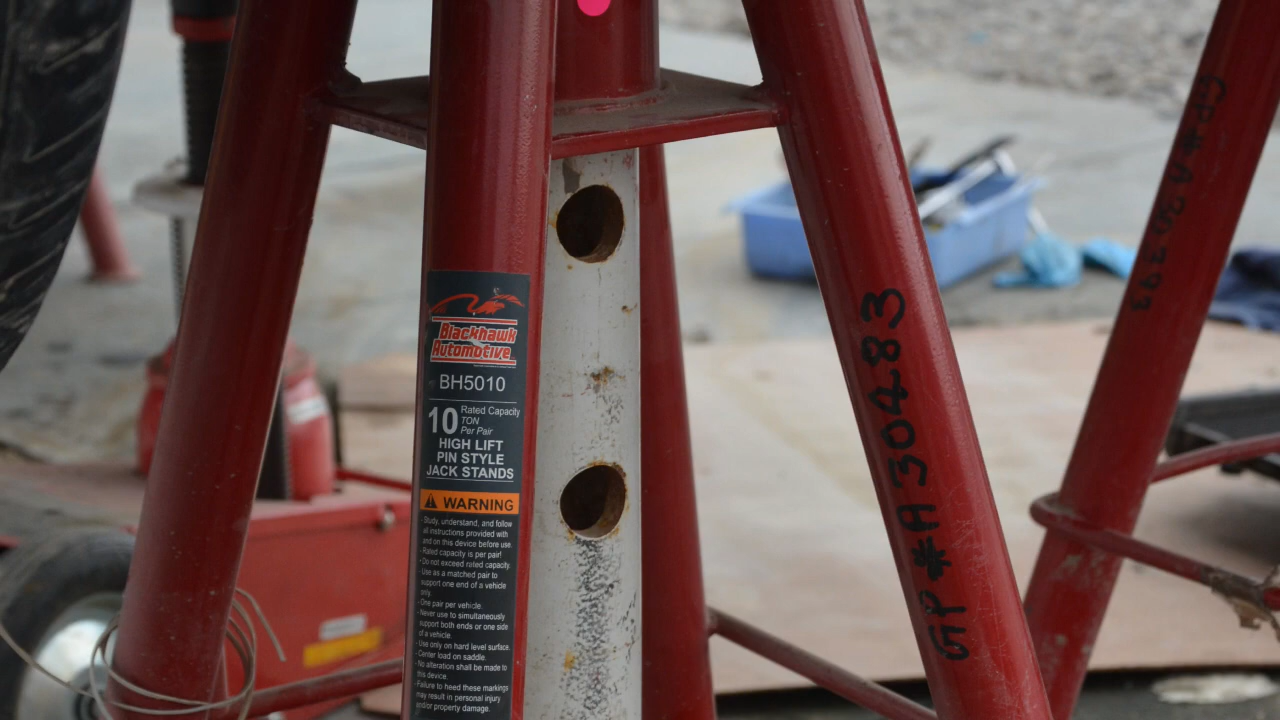 Blackhawk
Automotive
BH5010
10 Rated Capacity
TON
Per Pair
HIGH LIFT
PIN STYLE
JACK STANDS
WARNING
- Study, understand, and follow
all instructions provided with
and on this device before use.
- Rated capacity is per pair!
- Do not exceed rated capacity.
- Use as a matched pair to
support one end of a vehicle
only.
- One pair per vehicle.
- Never use to simultaneously
support both ends or one side
of a vehicle.
- Use only on hard level surface.
- Center load on saddle.
- No alteration shall be made to
this device.
- Failure to heed these markings
may result in personal injury
and/or property damage.
GP*A30483